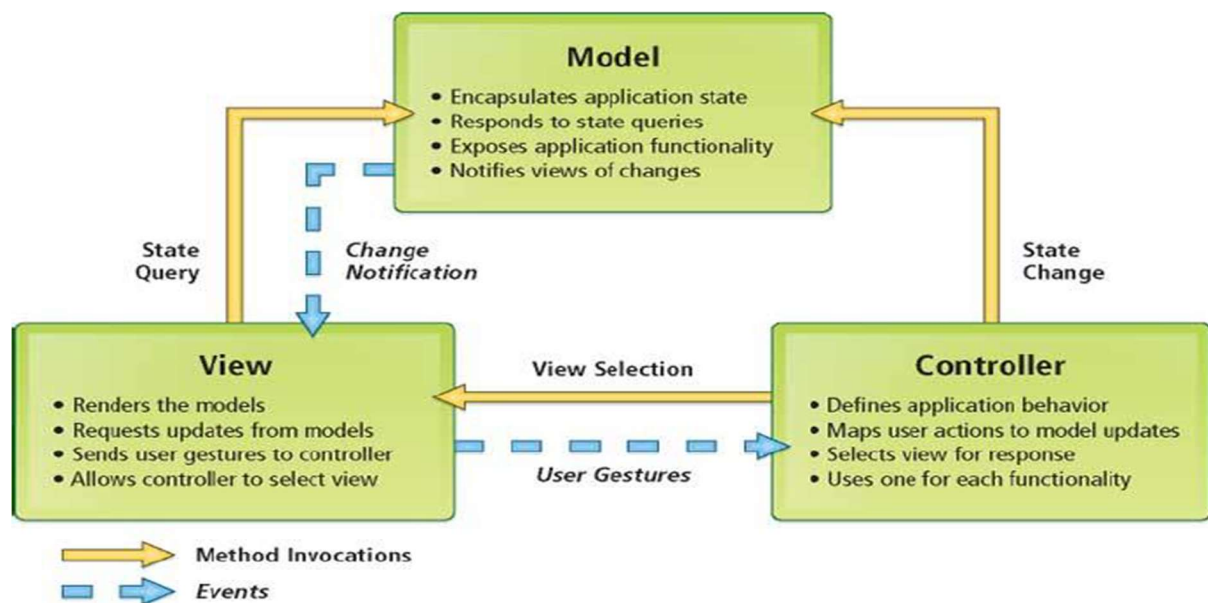 Model
• Encapsulates application state
• Responds to state queries
• Exposes application functionality
• Notifies views of changes
State
Query
Change
Notification
State
Change
View
• Renders the models
• Requests updates from models
• Sends user gestures to controller
• Allows controller to select view
View Selection
User Gestures
Controller
• Defines application behavior
• Maps user actions to model updates
• Selects view for response
• Uses one for each functionality
Method Invocations
Events